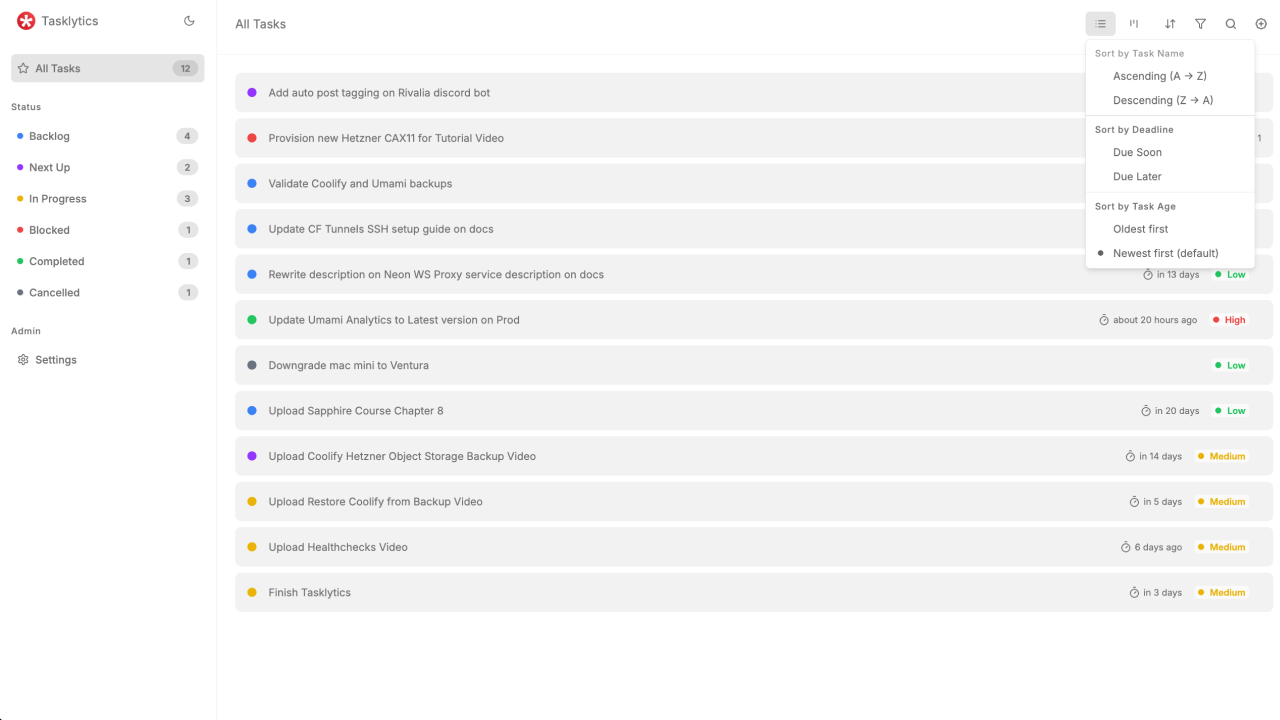 Tasklytics
All Tasks 12
Status
Backlog 4
Next Up 2
In Progress 3
Blocked 1
Completed 1
Cancelled 1
Admin
Settings
All Tasks
Sort by Task Name
Ascending (A → Z)
Descending (Z → A)
Sort by Deadline
Due Soon
Due Later
Sort by Task Age
Oldest first
Newest first (default)
Add auto post tagging on Rivalia discord bot
Provision new Hetzner CAX11 for Tutorial Video 1
Validate Coolify and Umami backups
Update CF Tunnels SSH setup guide on docs
Rewrite description on Neon WS Proxy service description on docs in 13 days Low
Update Umami Analytics to Latest version on Prod about 20 hours ago High
Downgrade mac mini to Ventura Low
Upload Sapphire Course Chapter 8 in 20 days Low
Upload Coolify Hetzner Object Storage Backup Video in 14 days Medium
Upload Restore Coolify from Backup Video in 5 days Medium
Upload Healthchecks Video 6 days ago Medium
Finish Tasklytics in 3 days Medium